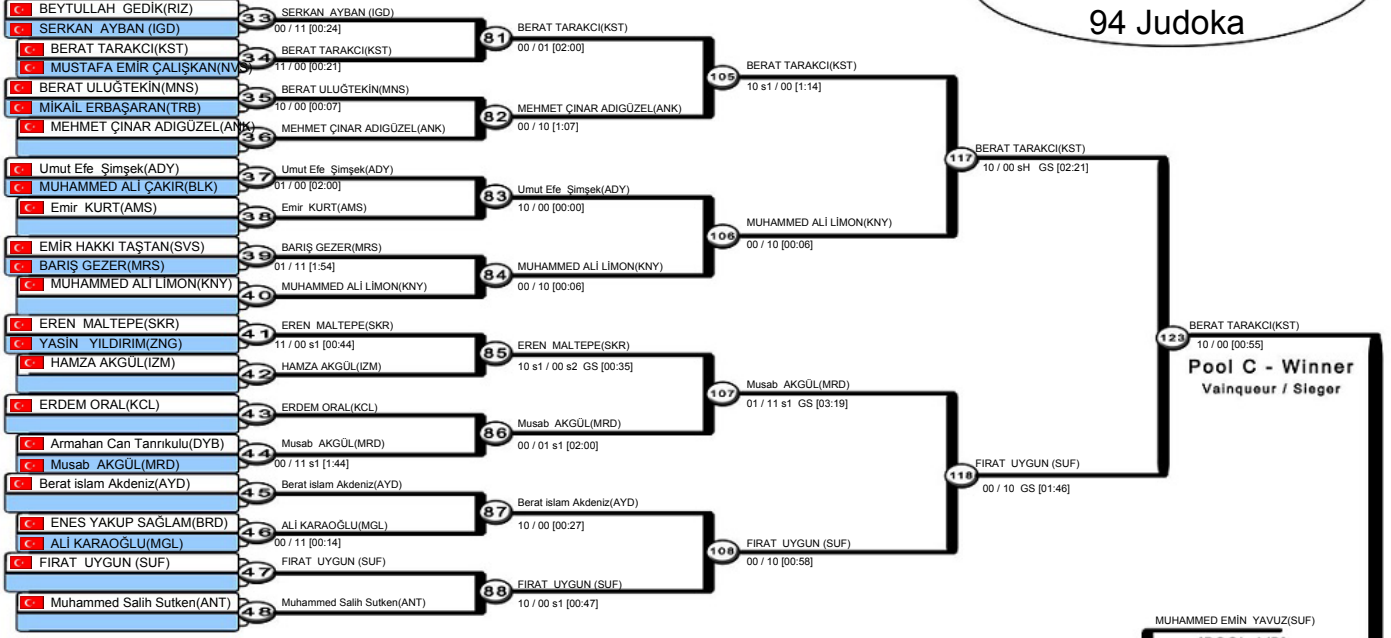 94 Judoka
BEYTULLAH GEDİK(RIZ)
SERKAN AYBAN (IGD)
BERAT TARAKCI(KST)
MUSTAFA EMİR ÇALIŞKAN(NVS)
BERAT ULUĞTEKİN(MNS)
MİKAİL ERBAŞARAN(TRB)
MEHMET ÇINAR ADIGÜZEL(ANK)
Umut Efe Şimşek(ADY)
MUHAMMED ALİ ÇAKIR(BLK)
Emir KURT(AMS)
EMİR HAKKI TAŞTAN(SVS)
BARIŞ GEZER(MRS)
MUHAMMED ALİ LİMON(KNY)
EREN MALTEPE(SKR)
YASİN YILDIRIM(ZNG)
HAMZA AKGÜL(IZM)
ERDEM ORAL(KCL)
Armahan Can Tanrıkulu(DYB)
Musab AKGÜL(MRD)
Berat islam Akdeniz(AYD)
ENES YAKUP SAĞLAM(BRD)
ALİ KARAOĞLU(MGL)
FIRAT UYGUN (SUF)
Muhammed Salih Sutken(ANT)
33
SERKAN AYBAN (IGD)
00 / 11 [00:24]
34
BERAT TARAKCI(KST)
11 / 00 [00:21]
35
BERAT ULUĞTEKİN(MNS)
10 / 00 [00:07]
36
MEHMET ÇINAR ADIGÜZEL(ANK)
37
Umut Efe Şimşek(ADY)
01 / 00 [02:00]
38
Emir KURT(AMS)
39
BARIŞ GEZER(MRS)
01 / 11 [1:54]
40
MUHAMMED ALİ LİMON(KNY)
41
EREN MALTEPE(SKR)
11 / 00 s1 [00:44]
42
HAMZA AKGÜL(IZM)
43
ERDEM ORAL(KCL)
44
Musab AKGÜL(MRD)
00 / 11 s1 [1:44]
45
Berat islam Akdeniz(AYD)
46
ALİ KARAOĞLU(MGL)
00 / 11 [00:14]
47
FIRAT UYGUN (SUF)
48
Muhammed Salih Sutken(ANT)
81
BERAT TARAKCI(KST)
00 / 01 [02:00]
82
MEHMET ÇINAR ADIGÜZEL(ANK)
00 / 10 [1:07]
83
Umut Efe Şimşek(ADY)
10 / 00 [00:00]
84
MUHAMMED ALİ LİMON(KNY)
00 / 10 [00:06]
85
EREN MALTEPE(SKR)
10 s1 / 00 s2 GS [00:35]
86
Musab AKGÜL(MRD)
00 / 01 s1 [02:00]
87
Berat islam Akdeniz(AYD)
10 / 00 [00:27]
88
FIRAT UYGUN (SUF)
10 / 00 s1 [00:47]
105
BERAT TARAKCI(KST)
10 s1 / 00 [1:14]
106
MUHAMMED ALİ LİMON(KNY)
00 / 10 [00:06]
107
Musab AKGÜL(MRD)
01 / 11 s1 GS [03:19]
108
FIRAT UYGUN (SUF)
00 / 10 [00:58]
117
BERAT TARAKCI(KST)
10 / 00 sH GS [02:21]
118
FIRAT UYGUN (SUF)
00 / 10 GS [01:46]
123
BERAT TARAKCI(KST)
10 / 00 [00:55]
Pool C - Winner
Vainqueur / Sieger
MUHAMMED EMİN YAVUZ(SUF)